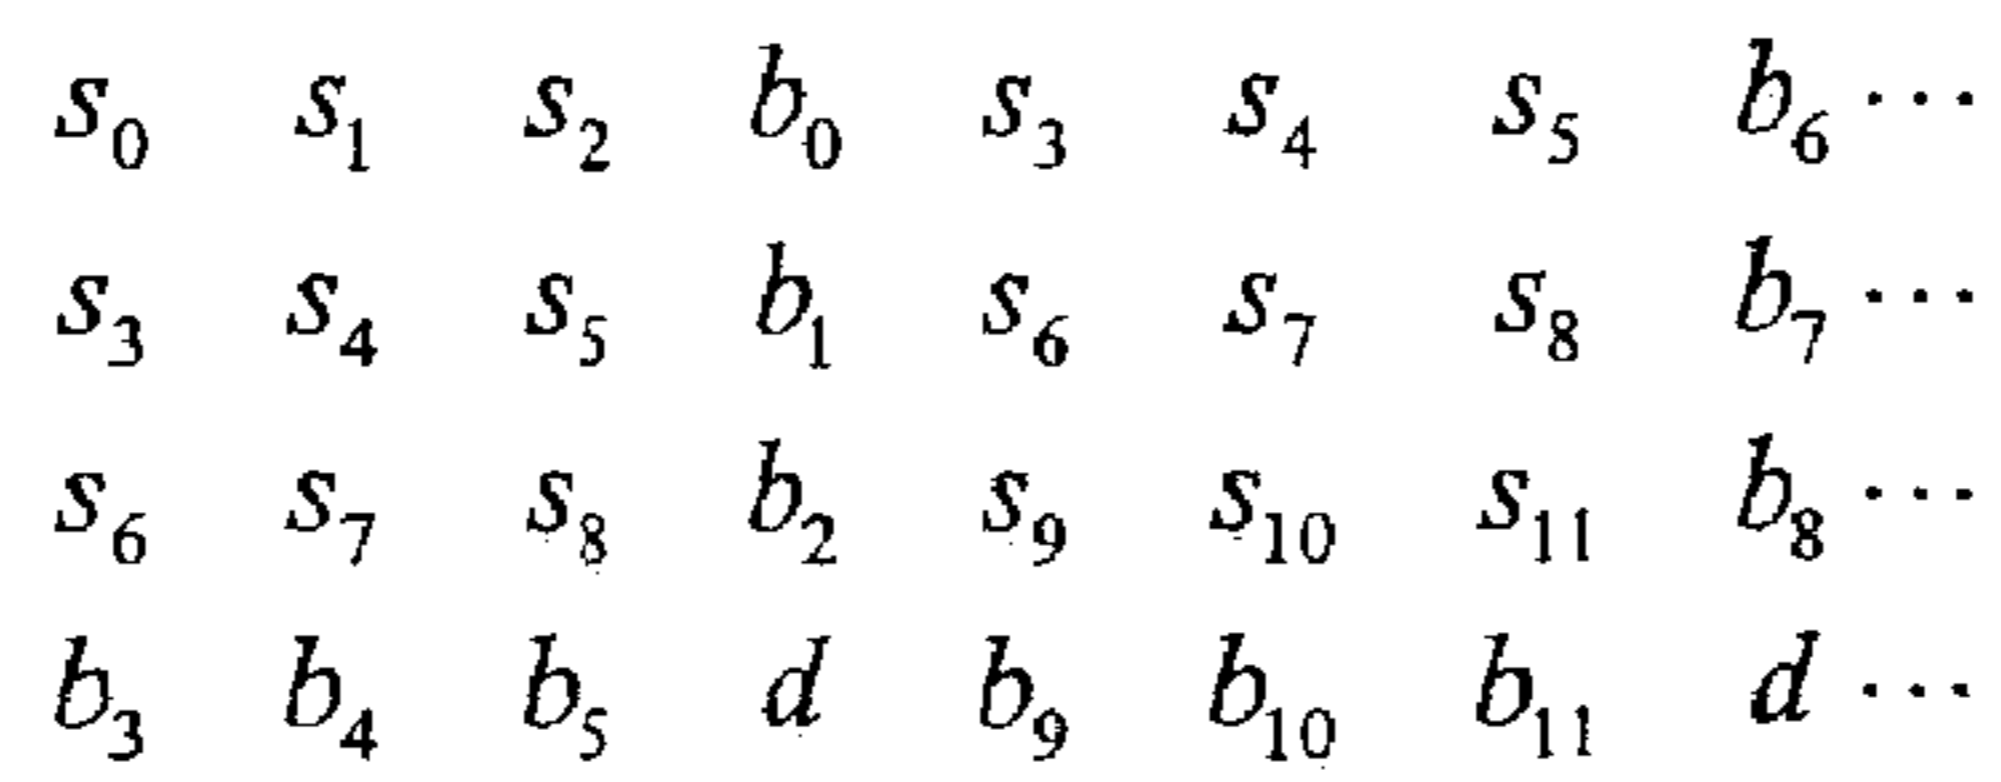 s₀ s₁ s₂ b₀ s₃ s₄ s₅ b₆ ⋯
s₃ s₄ s₅ b₁ s₆ s₇ s₈ b₇ ⋯
s₆ s₇ s₈ b₂ s₉ s₁₀ s₁₁ b₈ ⋯
b₃ b₄ b₅ d b₉ b₁₀ b₁₁ d ⋯